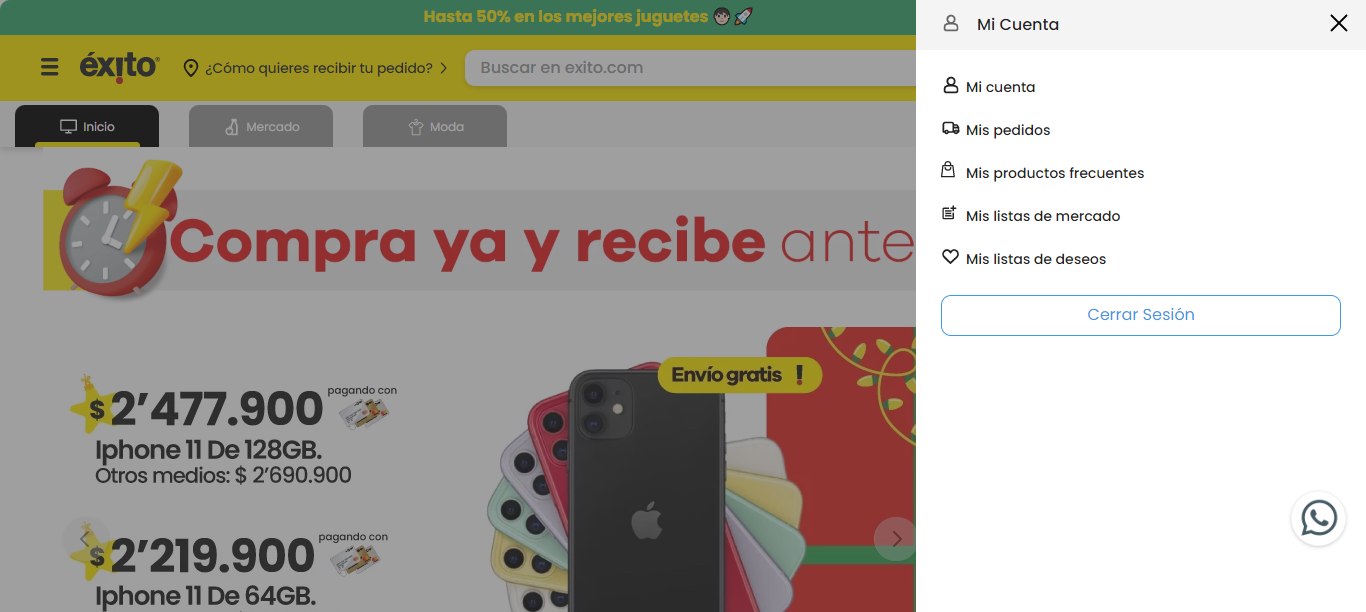 Hasta 50% en los mejores juguetes
Mi Cuenta
éxito
¿Cómo quieres recibir tu pedido?
Buscar en exito.com
Inicio
Mercado
Moda
Mi cuenta
Mis pedidos
Mis productos frecuentes
Mis listas de mercado
Mis listas de deseos
Cerrar Sesión
Compra ya y recibe ante
Envío gratis !
$ 2’477.900 pagando con
Iphone 11 De 128GB.
Otros medios: $ 2’690.900
$ 2’219.900 pagando con
Iphone 11 De 64GB.